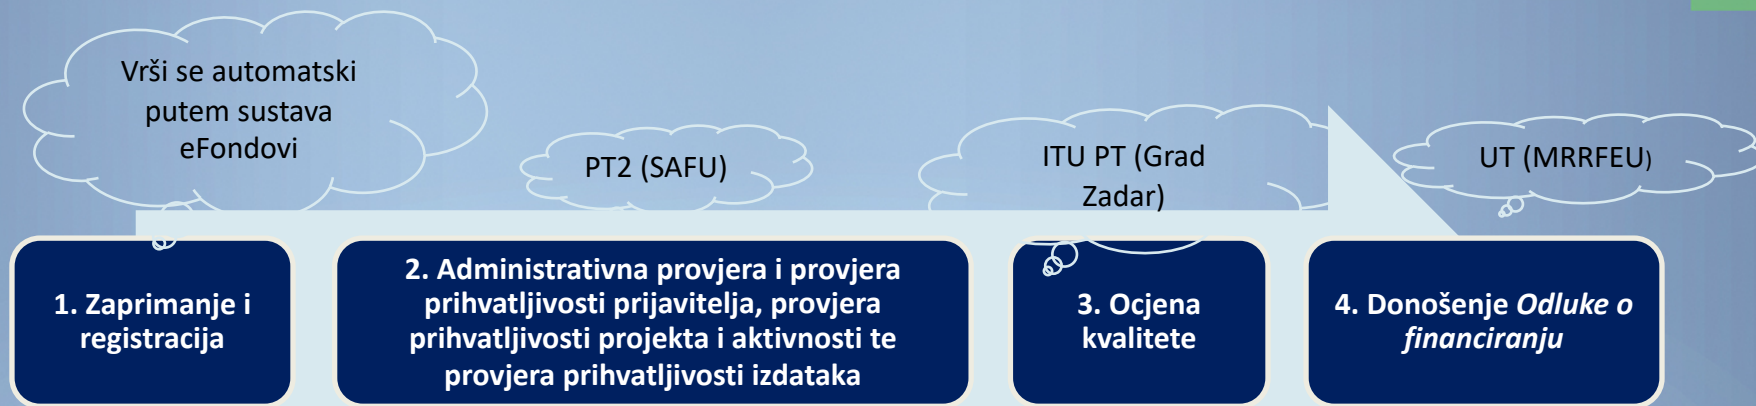 Vrši se automatski
putem sustava
eFondovi
PT2 (SAFU)
ITU PT (Grad
Zadar)
UT (MRRFEU)
1. Zaprimanje i
registracija
2. Administrativna provjera i provjera
prihvatljivosti prijavitelja, provjera
prihvatljivosti projekta i aktivnosti te
provjera prihvatljivosti izdataka
3. Ocjena
kvalitete
4. Donošenje Odluke o
financiranju